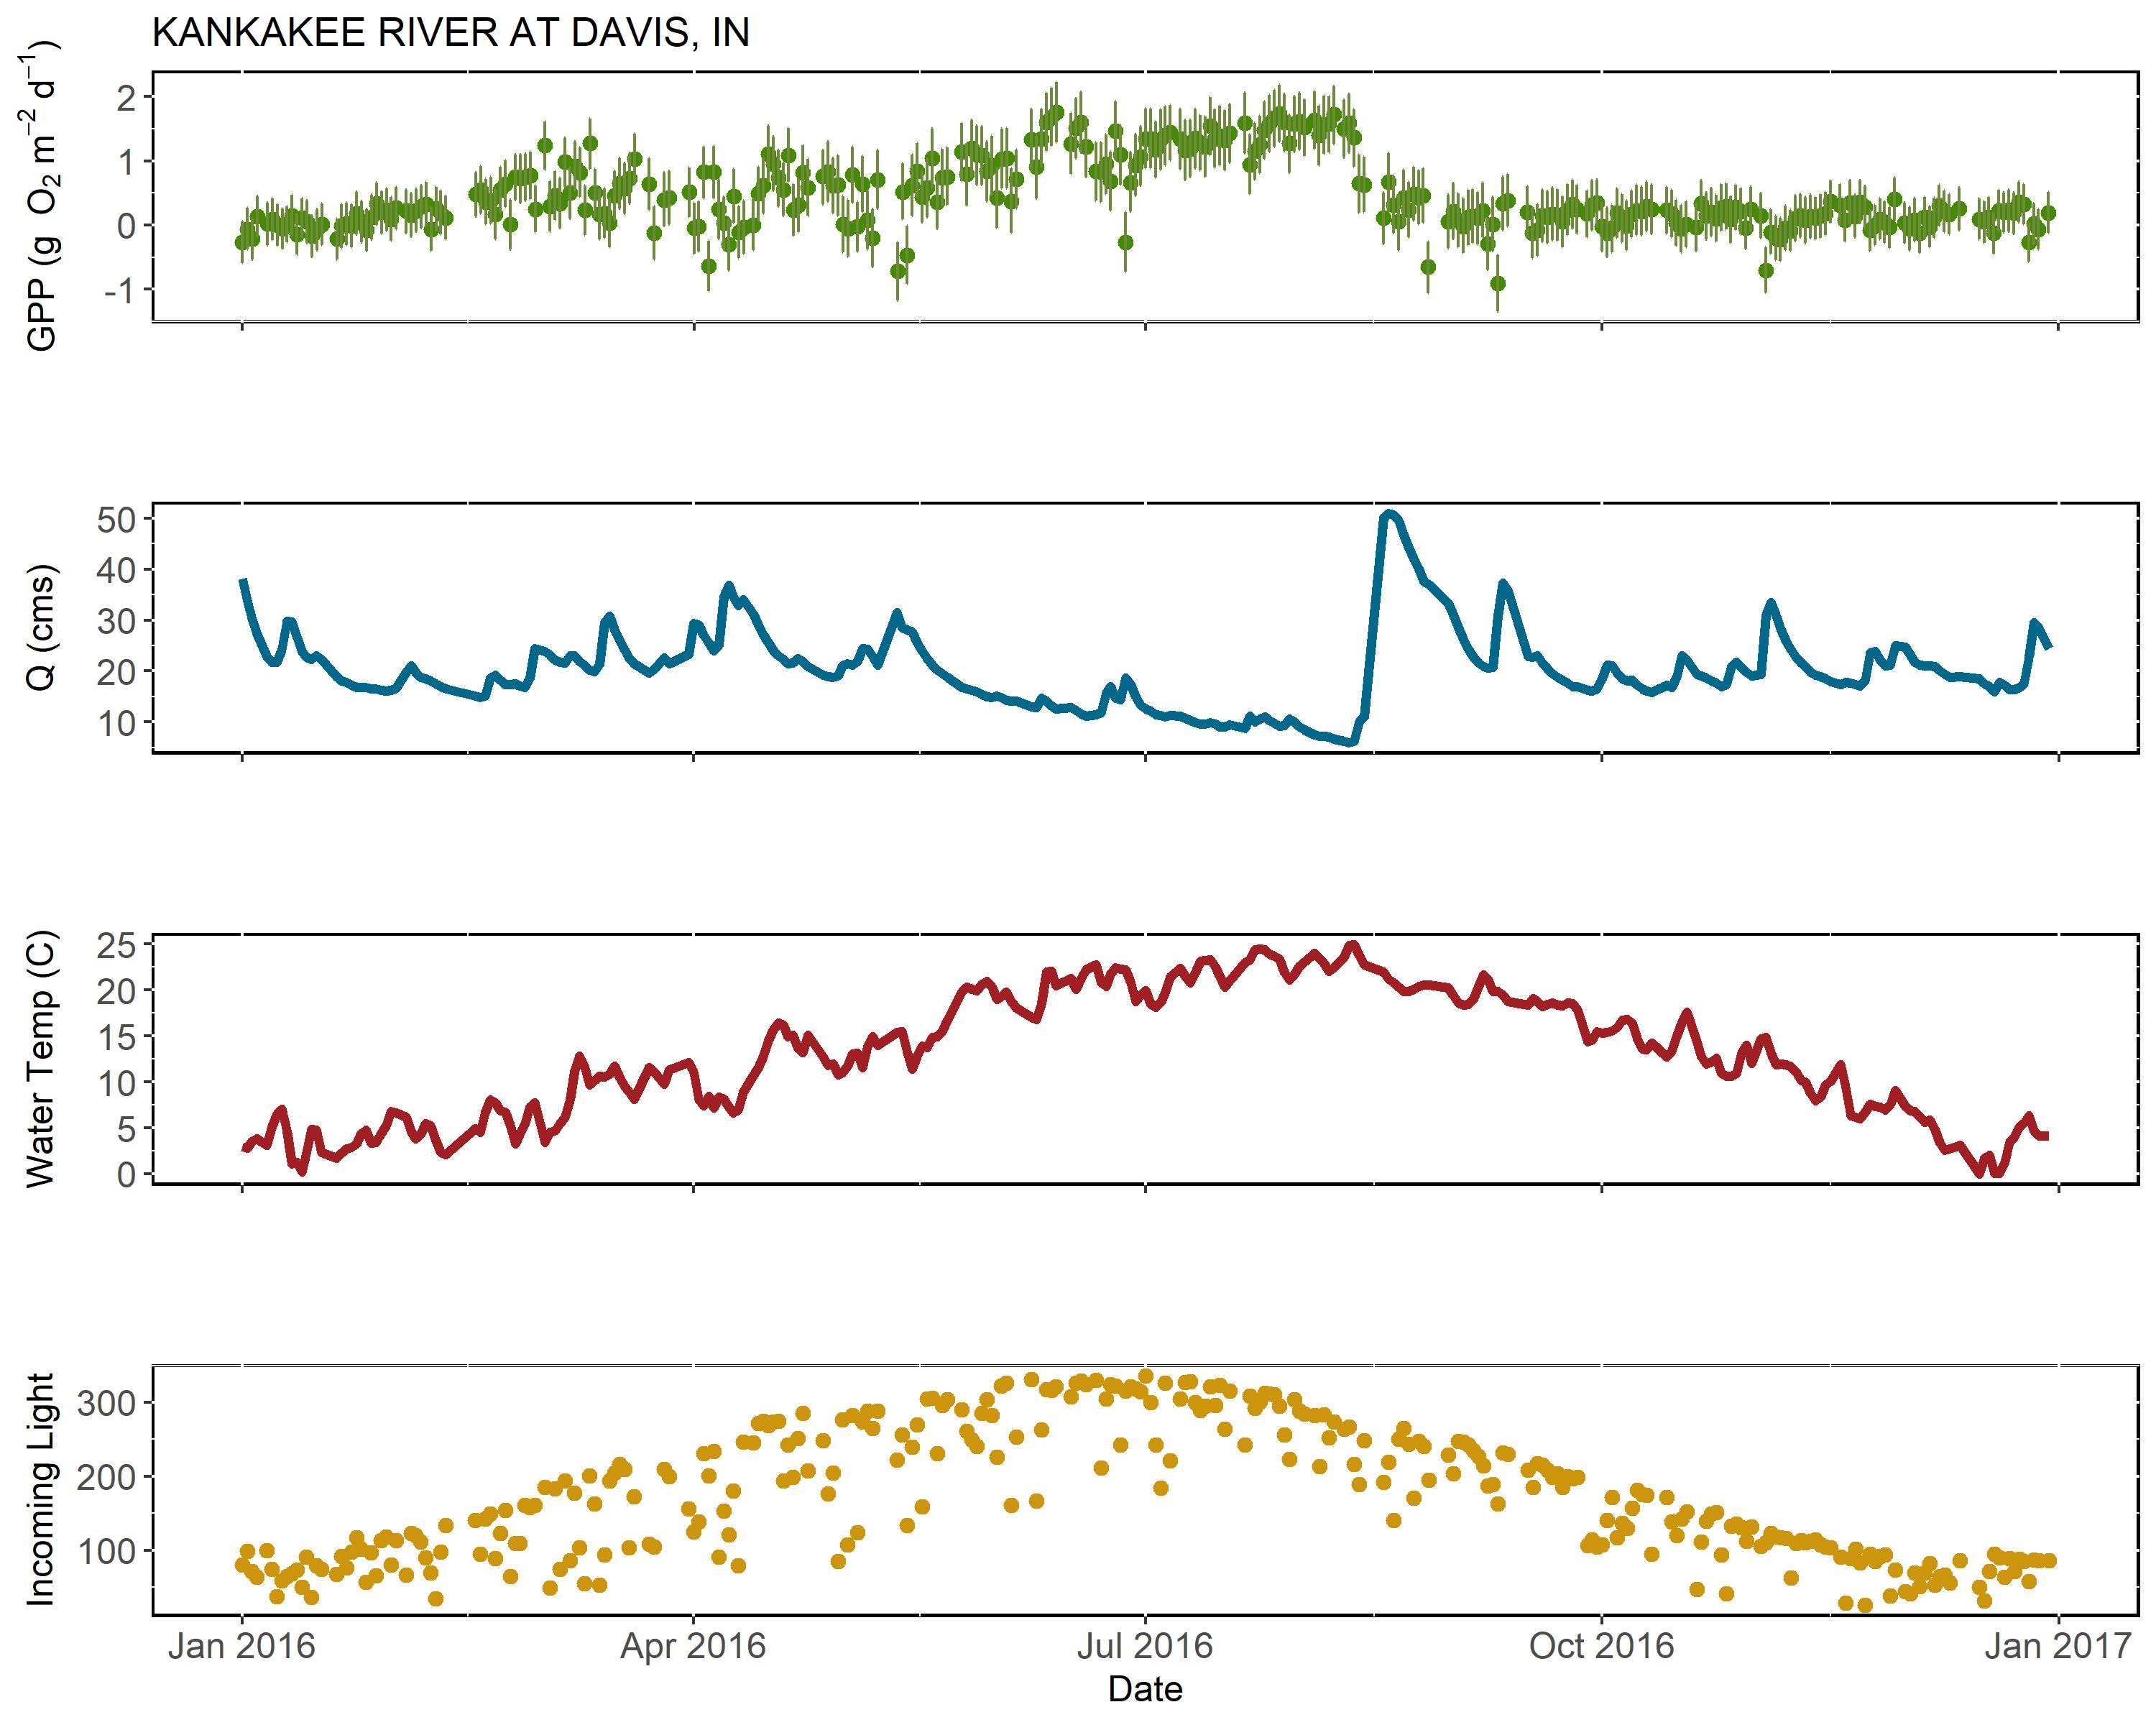 KANKAKEE RIVER AT DAVIS, IN
GPP (g O₂ m⁻² d⁻¹)
2
1
0
-1
Q (cms)
50
40
30
20
10
Water Temp (C)
25
20
15
10
5
0
Incoming Light
300
200
100
Jan 2016 Apr 2016 Jul 2016 Oct 2016 Jan 2017
Date